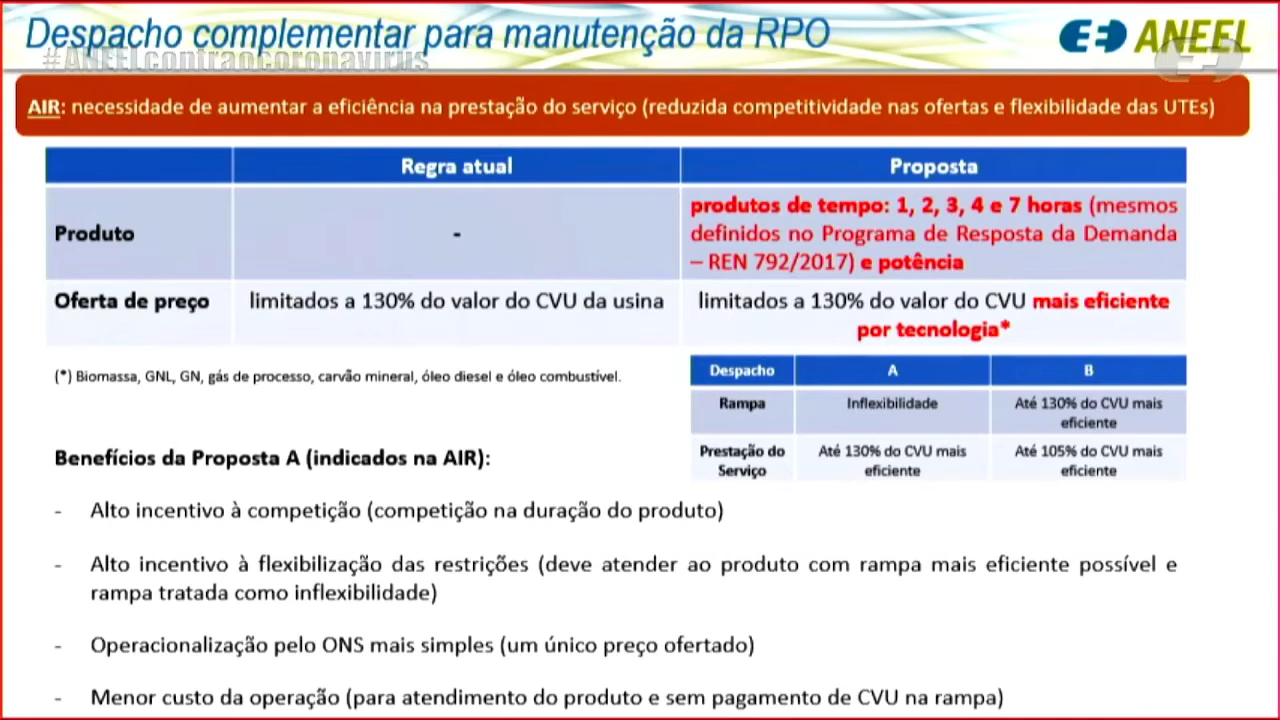 Despacho complementar para manutenção da RPO
ANEEL
#ANEELcontraocoronavirus
AIR: necessidade de aumentar a eficiência na prestação do serviço (reduzida competitividade nas ofertas e flexibilidade das UTEs)
Regra atual
Proposta
Produto
-
produtos de tempo: 1, 2, 3, 4 e 7 horas (mesmos
definidos no Programa de Resposta da Demanda
– REN 792/2017) e potência
Oferta de preço
limitados a 130% do valor do CVU da usina
limitados a 130% do valor do CVU mais eficiente
por tecnologia*
(*) Biomassa, GNL, GN, gás de processo, carvão mineral, óleo diesel e óleo combustível.
Despacho
A
B
Rampa
Inflexibilidade
Até 130% do CVU mais
eficiente
Prestação do
Serviço
Até 130% do CVU mais
eficiente
Até 105% do CVU mais
eficiente
Benefícios da Proposta A (indicados na AIR):
- Alto incentivo à competição (competição na duração do produto)
- Alto incentivo à flexibilização das restrições (deve atender ao produto com rampa mais eficiente possível e
rampa tratada como inflexibilidade)
- Operacionalização pelo ONS mais simples (um único preço ofertado)
- Menor custo da operação (para atendimento do produto e sem pagamento de CVU na rampa)